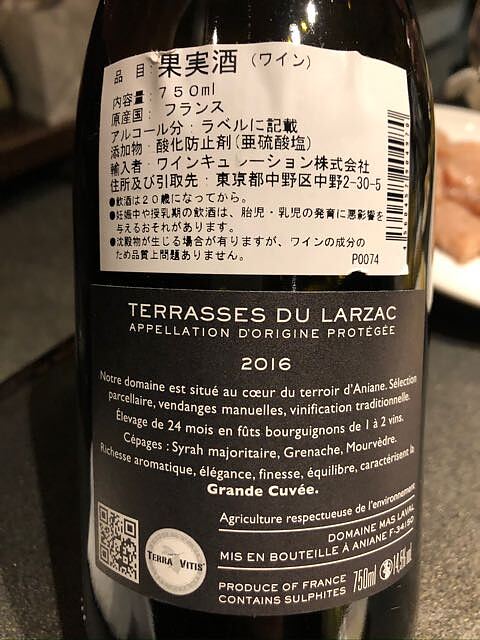 品 目：果実酒（ワイン）
内容量：７５０ml
原産国： フランス
アルコール分：ラベルに記載
添加物：酸化防止剤(亜硫酸塩)
輸入者：ワインキュレーション株式会社
住所及び引取先：東京都中野区中野2-30-5
●飲酒は20歳になってから。
●妊娠中や授乳期の飲酒は、胎児・乳児の発育に悪影響を
与えるおそれがあります。
●沈殿物が生じる場合が有りますが、ワインの成分の
ため品質上問題ありません。
P0074
TERRASSES DU LARZAC
APPELLATION D'ORIGINE PROTÉGÉE
2016
Notre domaine est situé au cœur du terroir d'Aniane. Sélection
parcellaire, vendanges manuelles, vinification traditionnelle.
Élevage de 24 mois en fûts bourguignons de 1 à 2 vins.
Cépages : Syrah majoritaire, Grenache, Mourvèdre.
Richesse aromatique, élégance, finesse, équilibre, caractérisent la
Grande Cuvée.
Agriculture respectueuse de l'environnement
DOMAINE MAS LAVAL
MIS EN BOUTEILLE À ANIANE F-34150
TERRA VITIS
PRODUCE OF FRANCE
CONTAINS SULPHITES
750ml
14,5% vol.